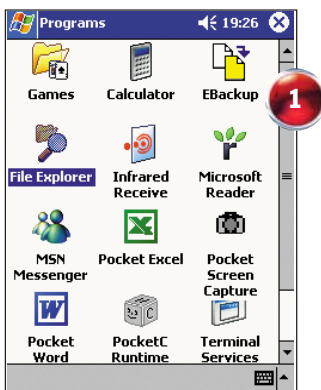 Programs 19:26
Games Calculator EBackup
1
File Explorer Infrared Microsoft
Receive Reader
MSN Pocket Excel Pocket
Messenger Screen
Capture
W
PocketC
Pocket PocketC Terminal
Word Runtime Services